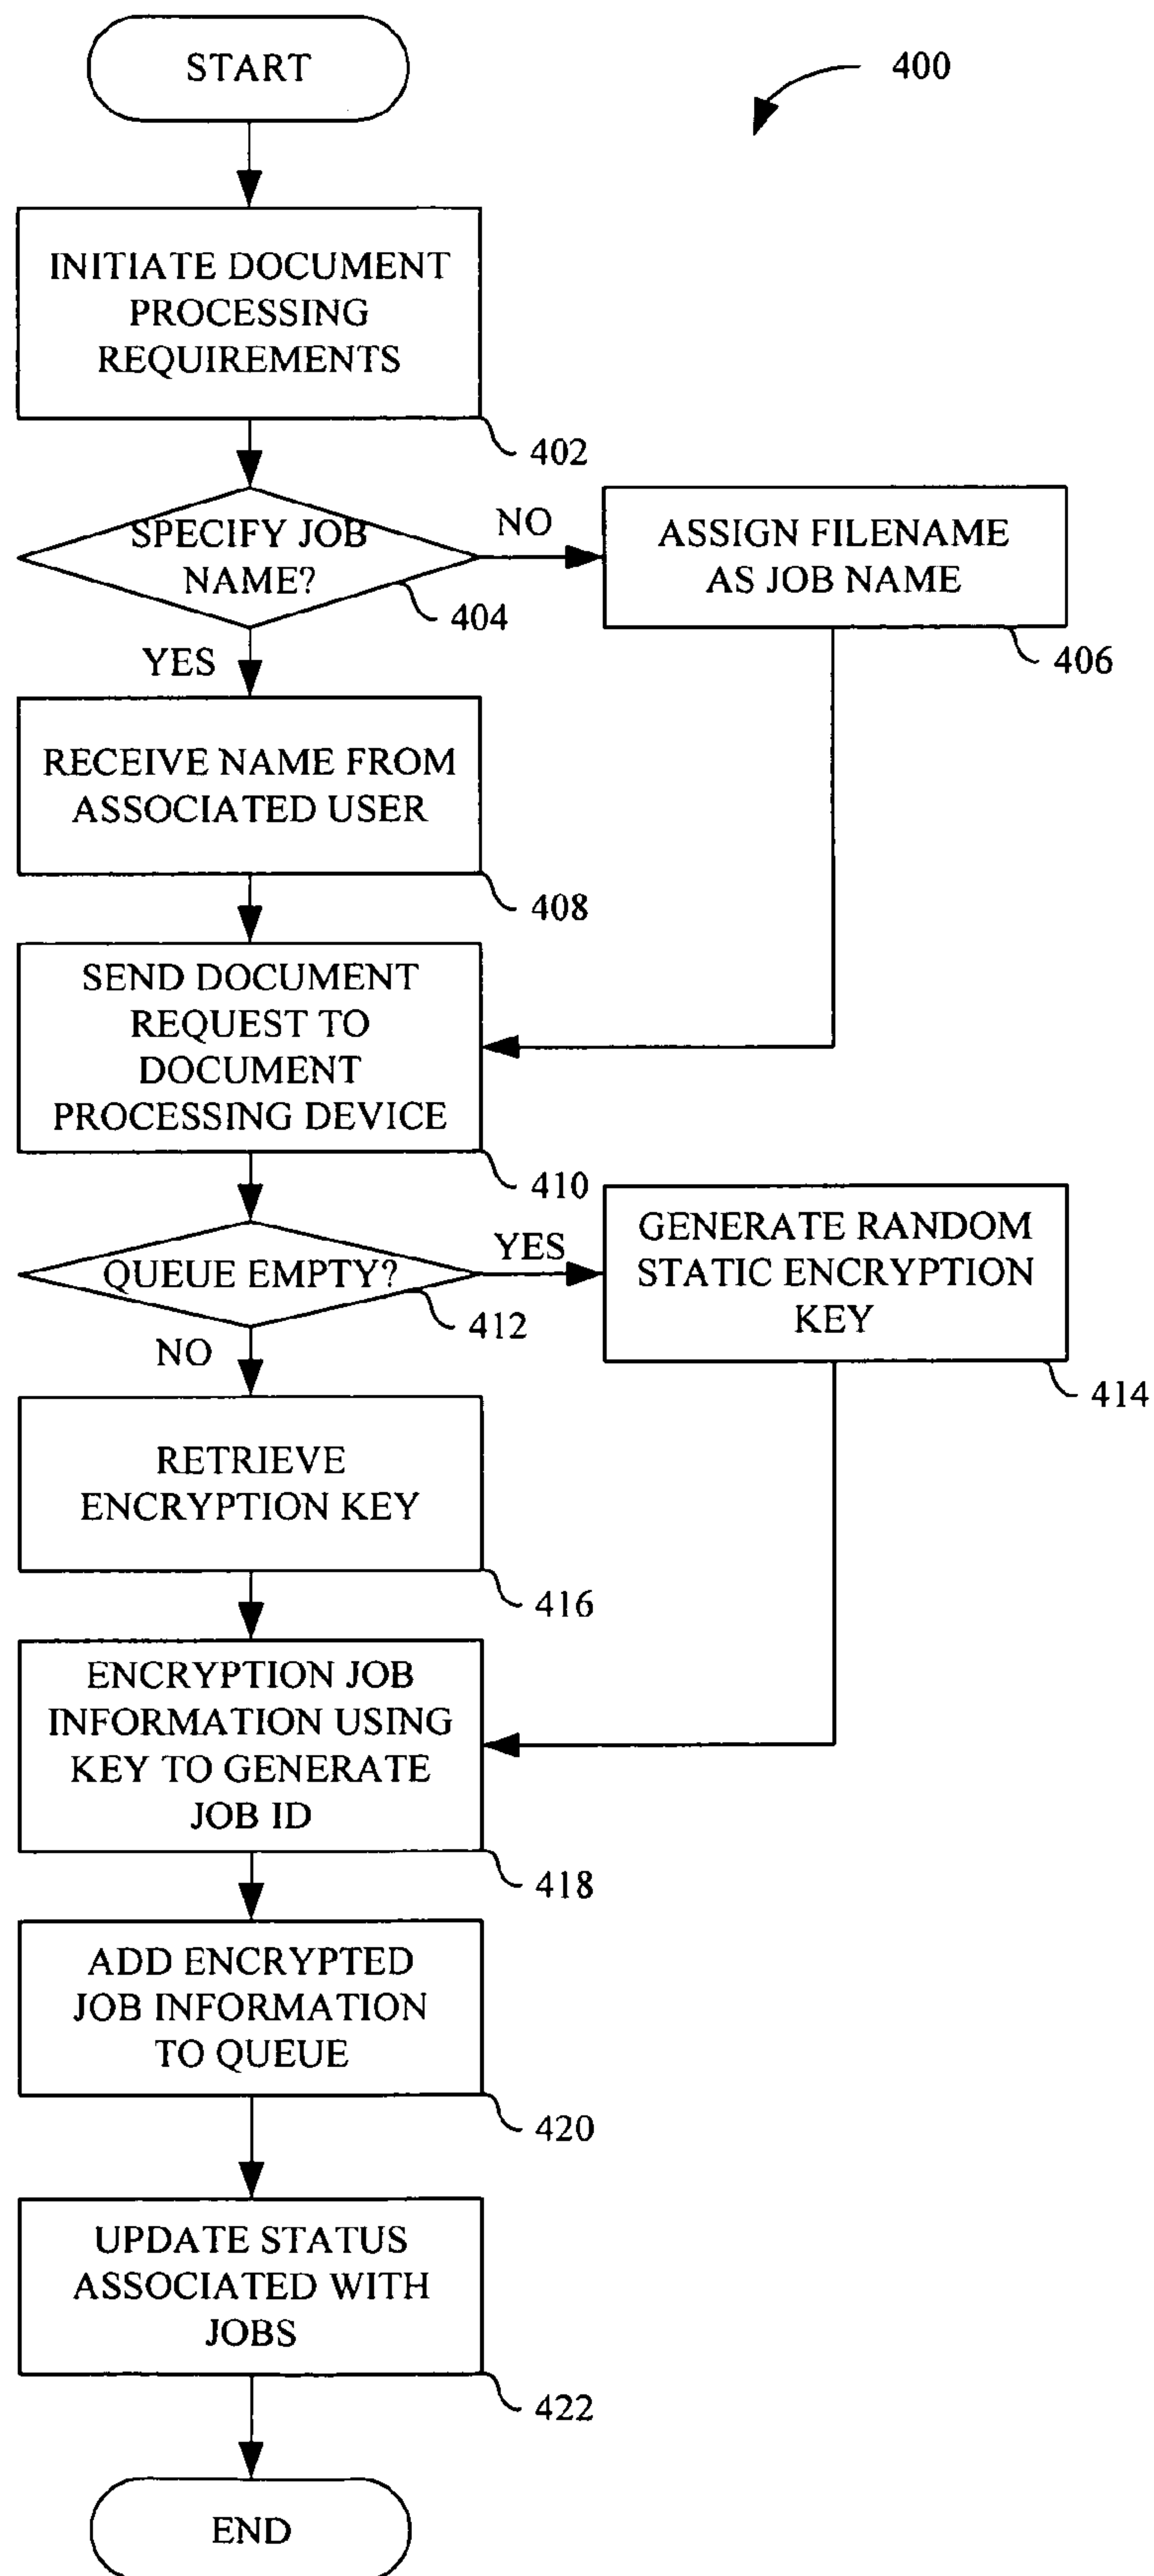 START
400
INITIATE DOCUMENT
PROCESSING
REQUIREMENTS
402
SPECIFY JOB
NAME?
404
NO
ASSIGN FILENAME
AS JOB NAME
406
YES
RECEIVE NAME FROM
ASSOCIATED USER
408
SEND DOCUMENT
REQUEST TO
DOCUMENT
PROCESSING DEVICE
410
QUEUE EMPTY?
412
YES
GENERATE RANDOM
STATIC ENCRYPTION
KEY
414
NO
RETRIEVE
ENCRYPTION KEY
416
ENCRYPTION JOB
INFORMATION USING
KEY TO GENERATE
JOB ID
418
ADD ENCRYPTED
JOB INFORMATION
TO QUEUE
420
UPDATE STATUS
ASSOCIATED WITH
JOBS
422
END